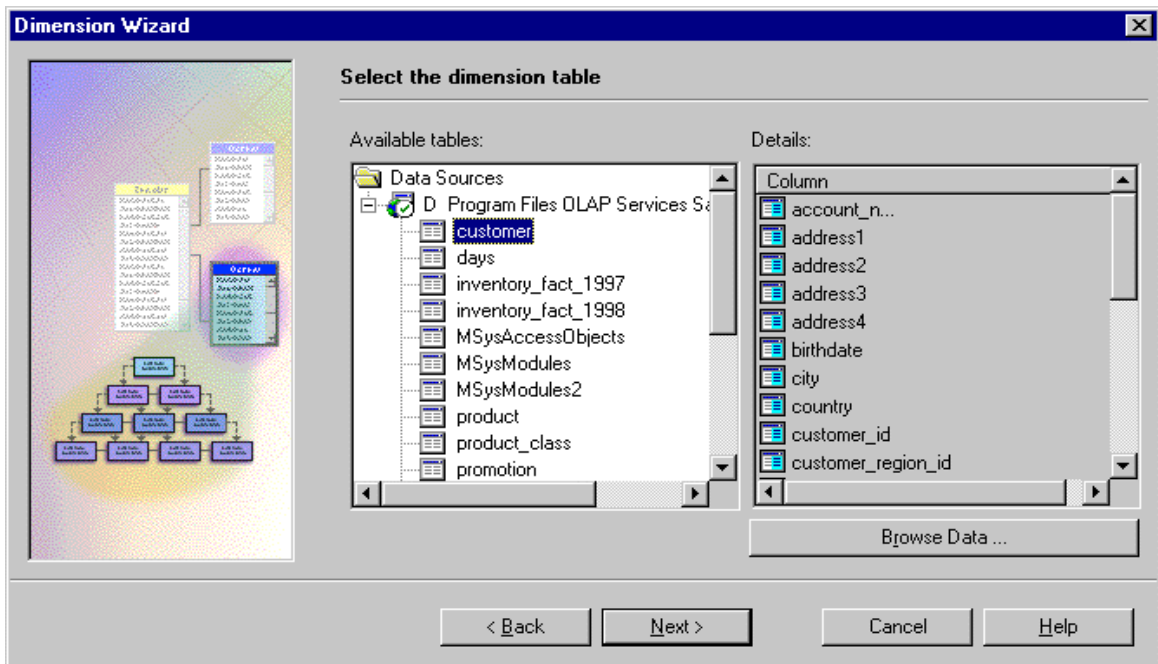 Dimension Wizard
Select the dimension table
Available tables:
Data Sources
D Program Files OLAP Services Sa
customer
days
inventory_fact_1997
inventory_fact_1998
MSysAccessObjects
MSysModules
MSysModules2
product
product_class
promotion
Details:
Column
account_n...
address1
address2
address3
address4
birthdate
city
country
customer_id
customer_region_id
Browse Data ...
< Back
Next >
Cancel
Help